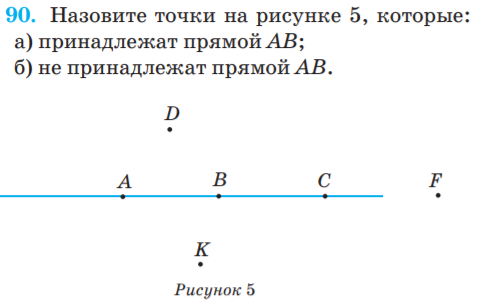 90. Назовите точки на рисунке 5, которые:
а) принадлежат прямой AB;
б) не принадлежат прямой AB.
D
A B C F
K
Рисунок 5